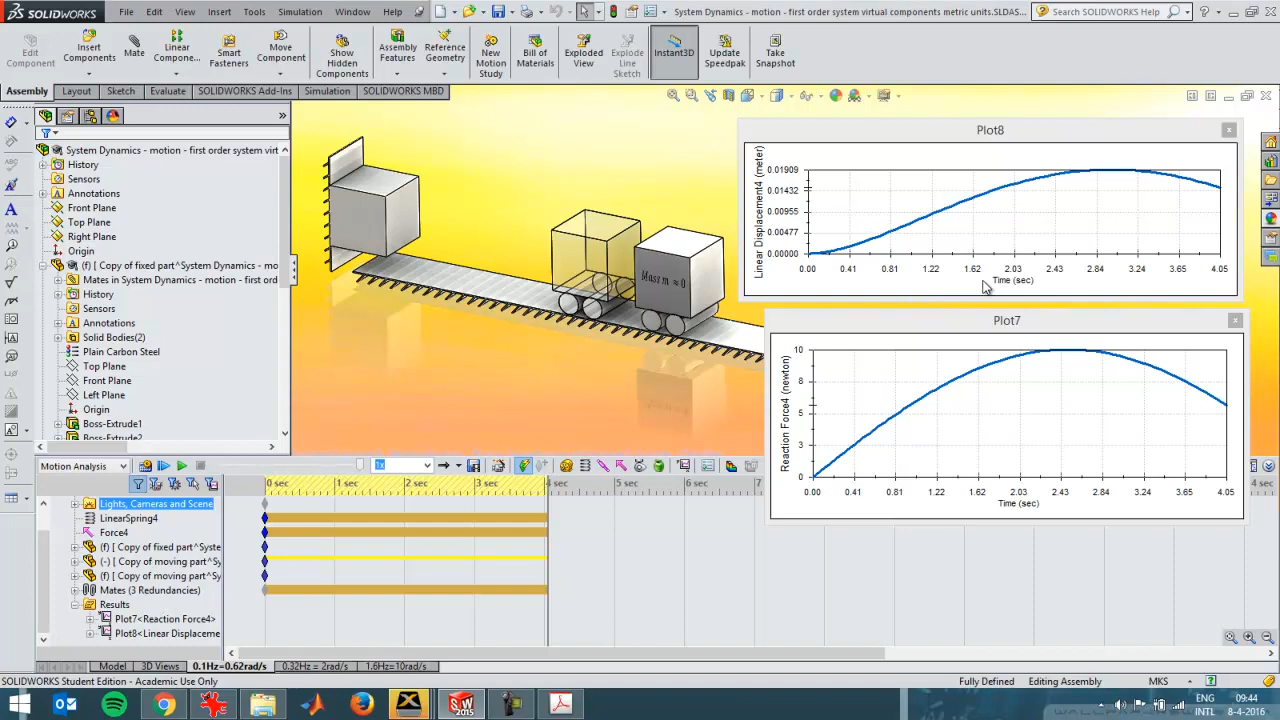 SOLIDWORKS File Edit View Insert Tools Simulation Window Help System Dynamics - motion - first order system virtual components metric units.SLDAS... Search SOLIDWORKS Help
Edit Component
Insert Components
Mate
Linear Compone...
Smart Fasteners
Move Component
Show Hidden Components
Assembly Features
Reference Geometry
New Motion Study
Bill of Materials
Exploded View
Explode Line Sketch
Instant3D
Update Speedpak
Take Snapshot
Assembly Layout Sketch Evaluate SOLIDWORKS Add-Ins Simulation SOLIDWORKS MBD
System Dynamics - motion - first order system virt
History
Sensors
Annotations
Front Plane
Top Plane
Right Plane
Origin
(f) [ Copy of fixed part^System Dynamics - mo
Mates in System Dynamics - motion - first ord
History
Sensors
Annotations
Solid Bodies(2)
Plain Carbon Steel
Top Plane
Front Plane
Left Plane
Origin
Boss-Extrude1
Boss-Extrude2
Mass m ≈ 0
Plot8
Linear Displacement4 (meter)
0.01909
0.01432
0.00955
0.00477
0.00000
0.00 0.41 0.81 1.22 1.62 2.03 2.43 2.84 3.24 3.65 4.05
Time (sec)
Plot7
Reaction Force4 (newton)
10
8
5
3
0
0.00 0.41 0.81 1.22 1.62 2.03 2.43 2.84 3.24 3.65 4.05
Time (sec)
Motion Analysis 1x
0 sec 1 sec 2 sec 3 sec 4 sec 5 sec 6 sec 7 4 sec
Lights, Cameras and Scene
LinearSpring4
Force4
(f) [ Copy of fixed part^Syste
(-) [ Copy of moving part^Sy
(f) [ Copy of moving part^Sy
Mates (3 Redundancies)
Results
Plot7<Reaction Force4>
Plot8<Linear Displaceme
Model 3D Views 0.1Hz=0.62rad/s 0.32Hz = 2rad/s 1.6Hz=10rad/s
SOLIDWORKS Student Edition - Academic Use Only Fully Defined Editing Assembly MKS
ENG 09:44
INTL 8-4-2016